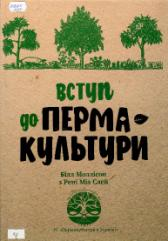 ВСТУП
до ПЕРМА-
КУЛЬТУРИ
Білл Моллісон
з Рені Міа Слей